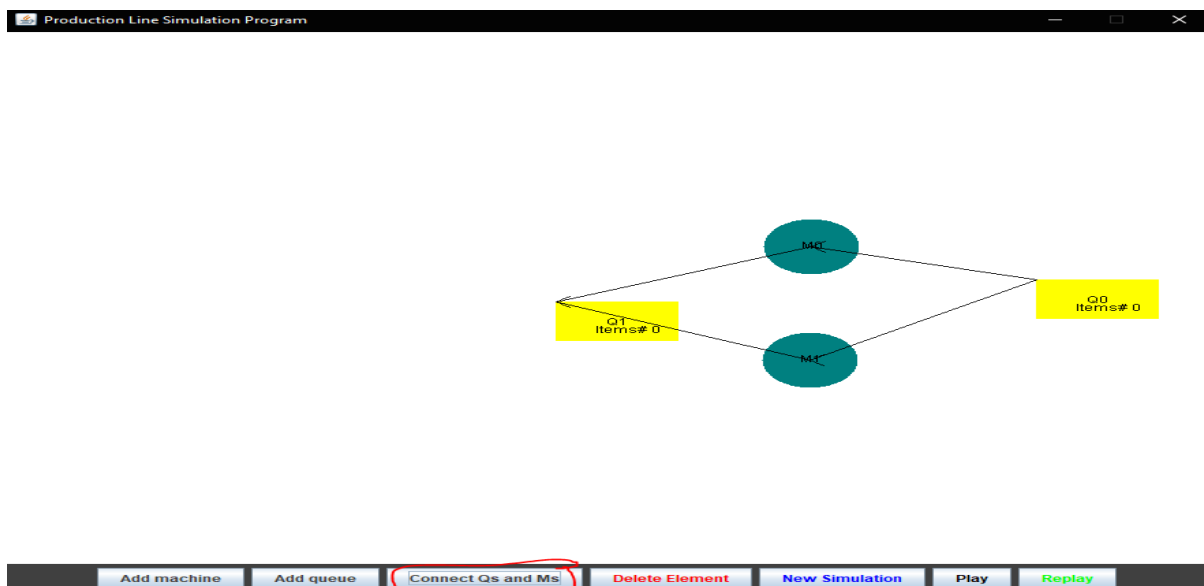 Production Line Simulation Program
M0
Q0
Items# 0
Q1
Items# 0
M1
Add machine
Add queue
Connect Qs and Ms
Delete Element
New Simulation
Play
Replay